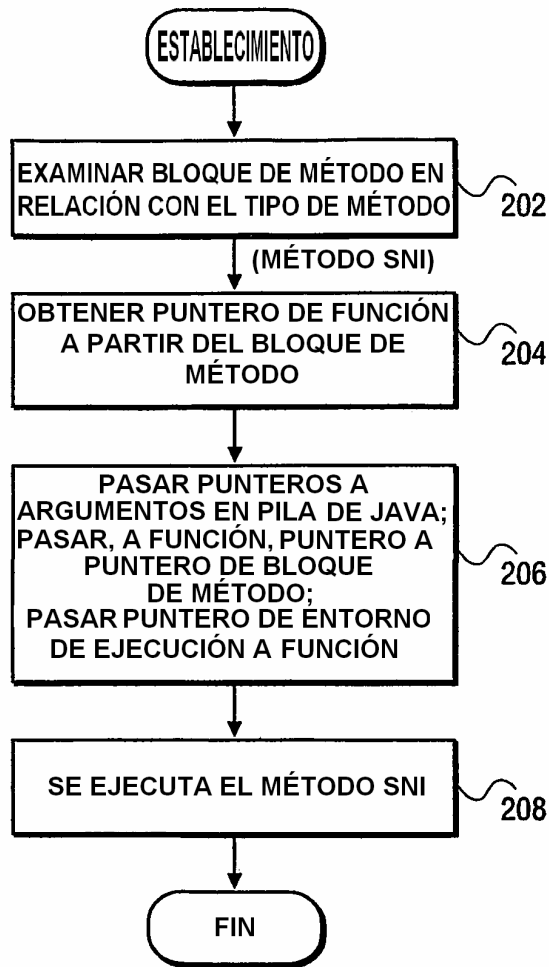 ESTABLECIMIENTO
EXAMINAR BLOQUE DE MÉTODO EN
RELACIÓN CON EL TIPO DE MÉTODO
202
(MÉTODO SNI)
OBTENER PUNTERO DE FUNCIÓN
A PARTIR DEL BLOQUE DE
MÉTODO
204
PASAR PUNTEROS A
ARGUMENTOS EN PILA DE JAVA;
PASAR, A FUNCIÓN, PUNTERO A
PUNTERO DE BLOQUE
DE MÉTODO;
PASAR PUNTERO DE ENTORNO
DE EJECUCIÓN A FUNCIÓN
206
SE EJECUTA EL MÉTODO SNI
208
FIN